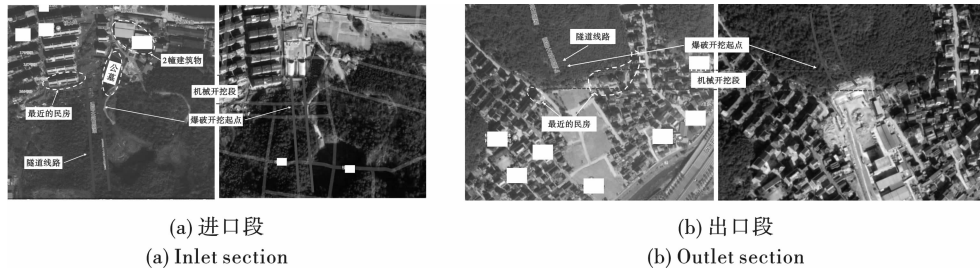 2幢建筑物
公墓
机械开挖段
最近的民房
爆破开挖起点
隧道线路
隧道线路
爆破开挖起点
机械开挖段
最近的民房
(a) 进口段
(a) Inlet section
(b) 出口段
(b) Outlet section